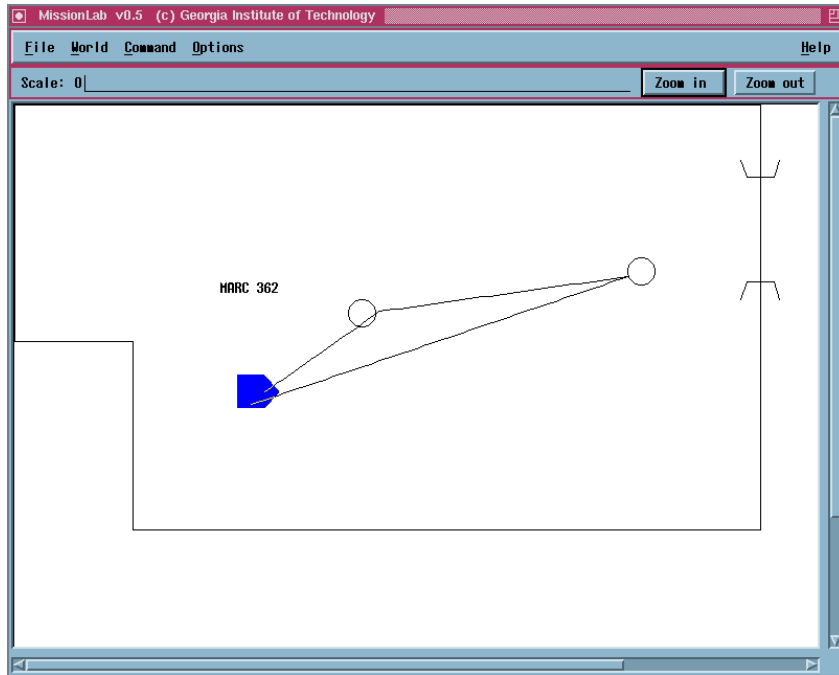 MissionLab v0.5 (c) Georgia Institute of Technology
File World Command Options Help
Scale: 0 Zoom in Zoom out
MARC 362